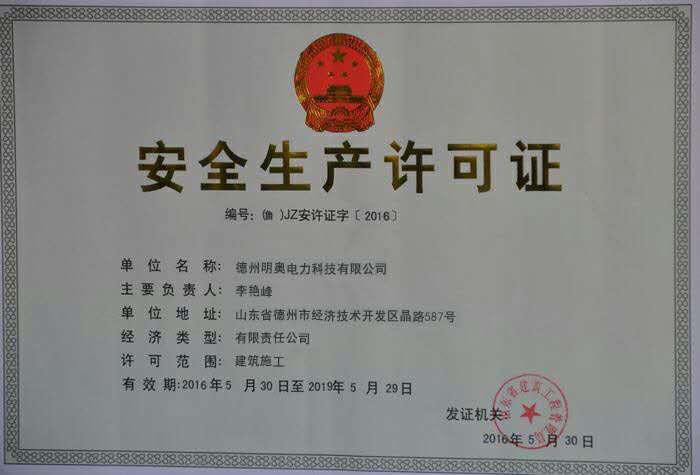 安全生产许可证
编号:(鲁)JZ安许证字〔2016〕
单位名称:德州明奥电力科技有限公司
主要负责人:李艳峰
单位地址:山东省德州市经济技术开发区晶路587号
经济类型:有限责任公司
许可范围:建筑施工
有效期:2016年5月30日至2019年5月29日
发证机关
2016年5月30日